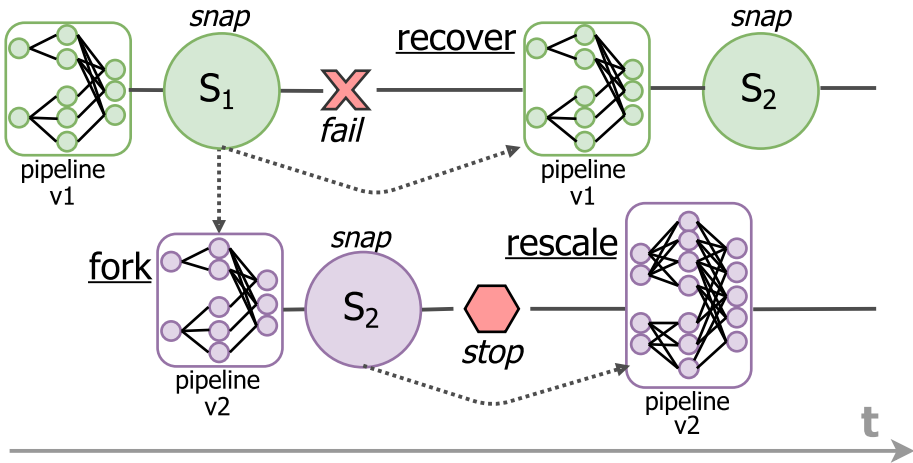 snap
S1
recover
fail
snap
S2
pipeline
v1
pipeline
v1
fork
snap
S2
rescale
stop
pipeline
v2
pipeline
v2
t